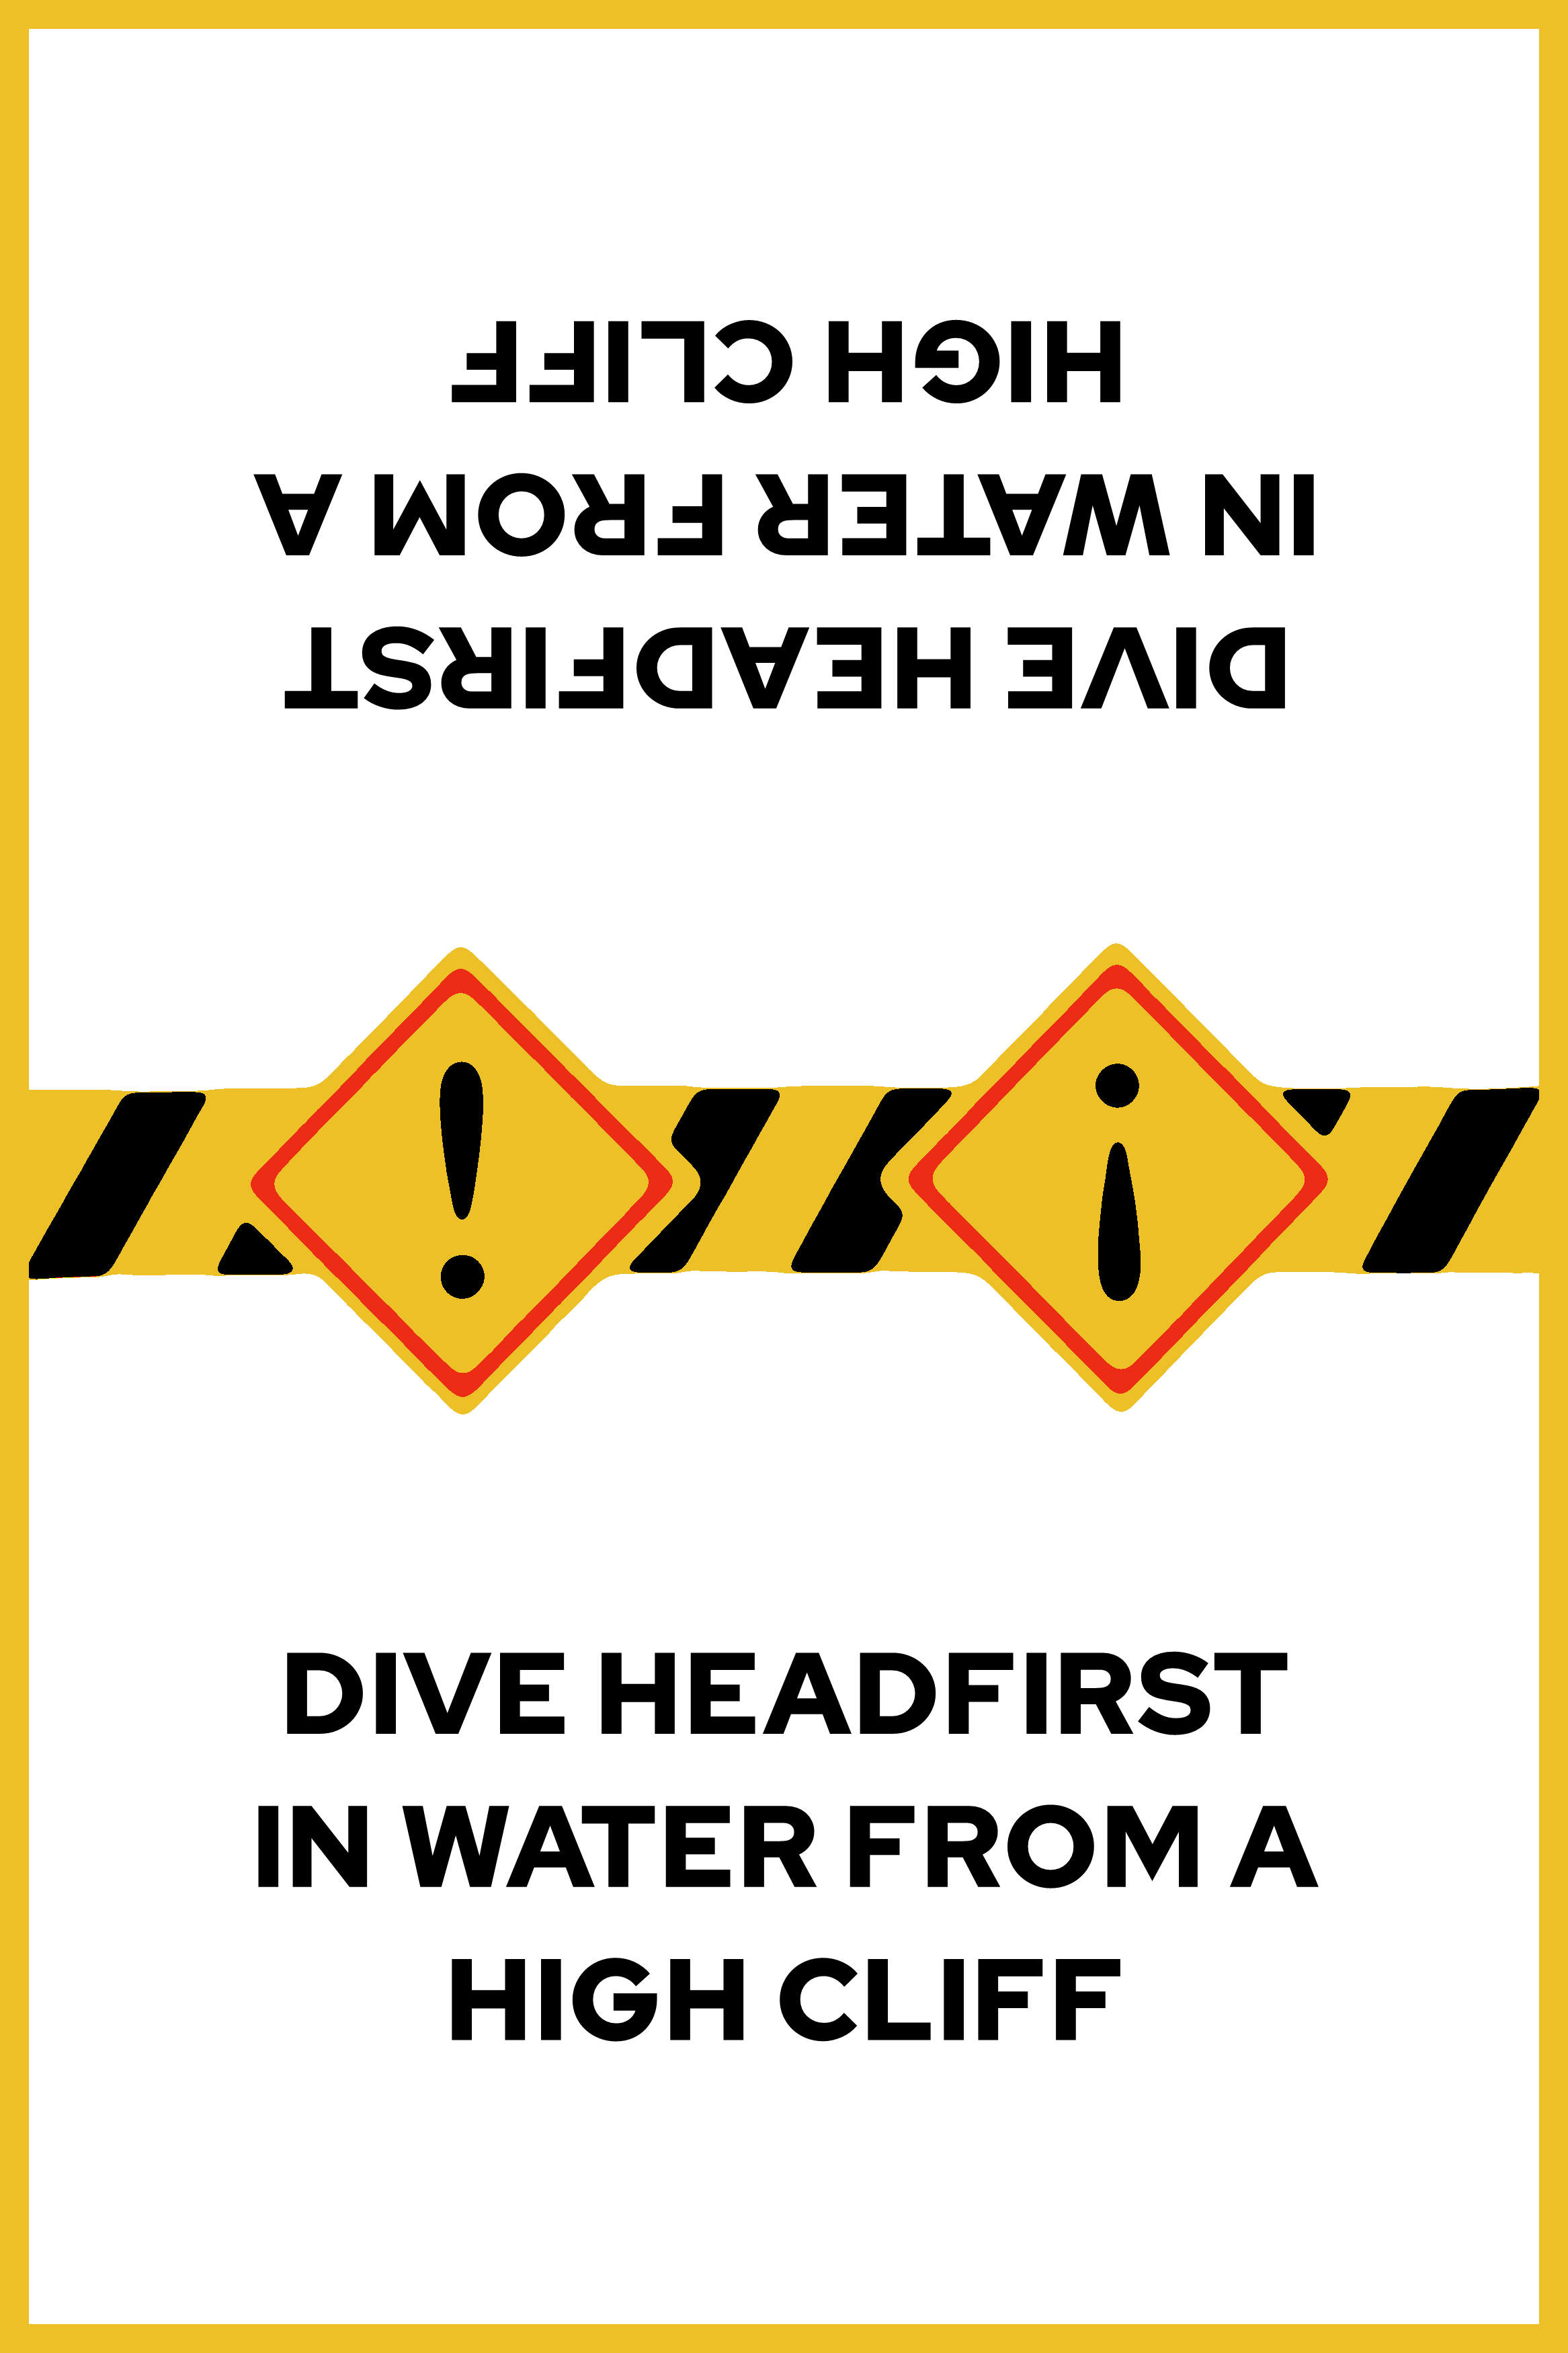 DIVE HEADFIRST
IN WATER FROM A
HIGH CLIFF
!
!
DIVE HEADFIRST
IN WATER FROM A
HIGH CLIFF